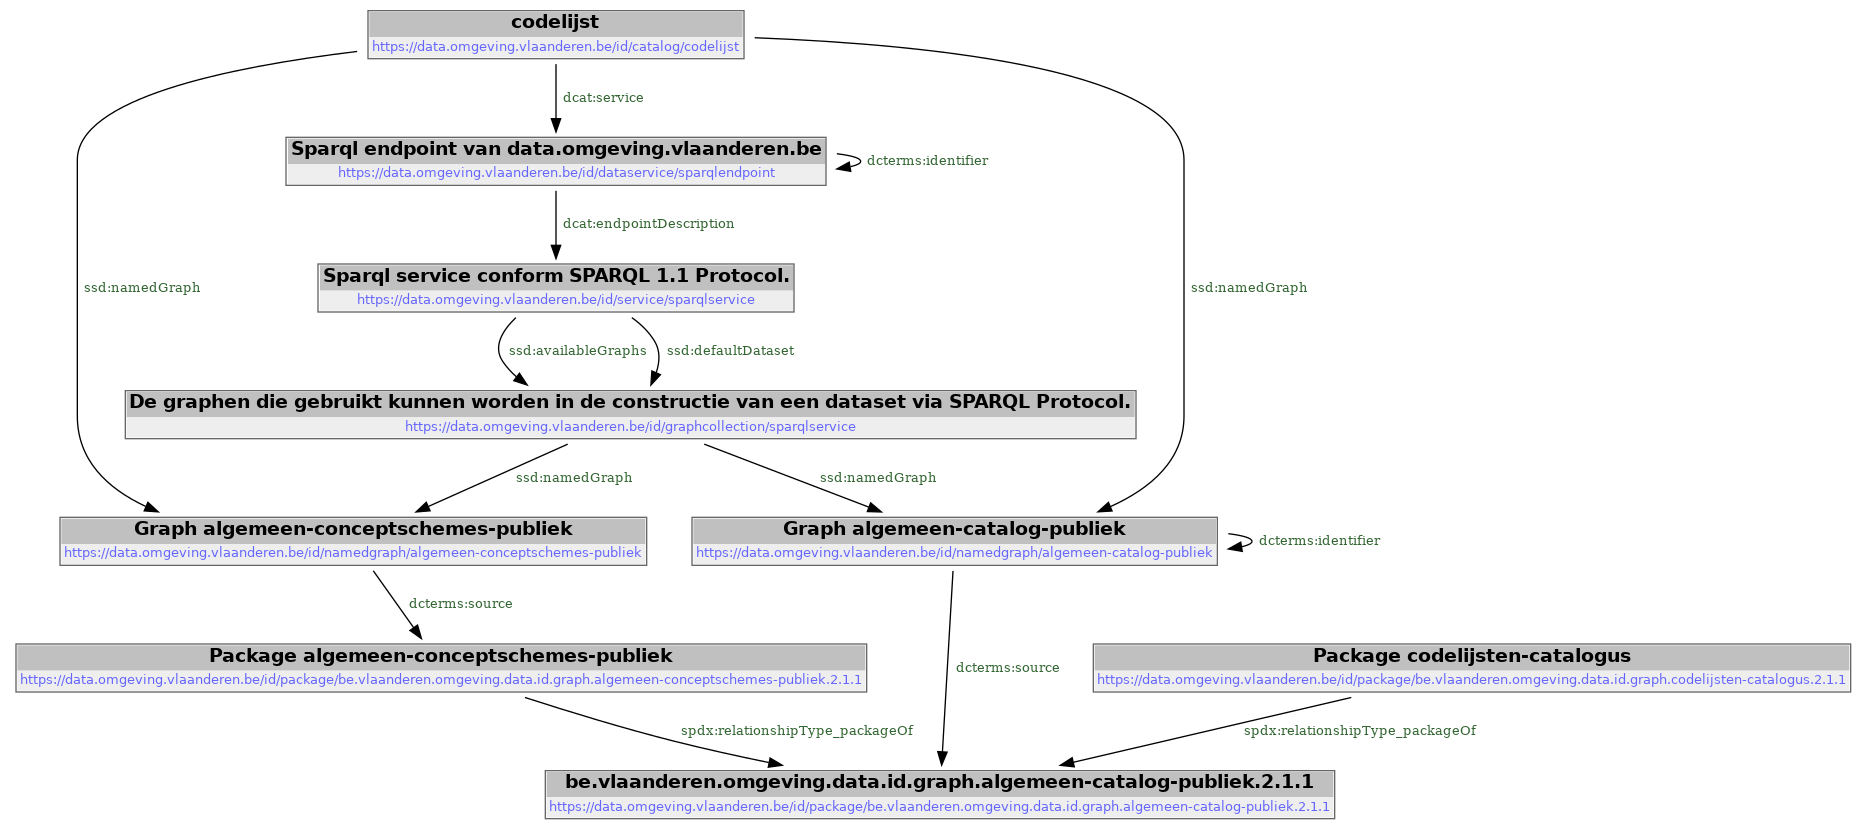 codelijst
https://data.omgeving.vlaanderen.be/id/catalog/codelijst
dcat:service
Sparql endpoint van data.omgeving.vlaanderen.be
https://data.omgeving.vlaanderen.be/id/dataservice/sparqlendpoint
dcterms:identifier
dcat:endpointDescription
Sparql service conform SPARQL 1.1 Protocol.
https://data.omgeving.vlaanderen.be/id/service/sparqlservice
ssd:namedGraph
ssd:namedGraph
ssd:availableGraphs
ssd:defaultDataset
De graphen die gebruikt kunnen worden in de constructie van een dataset via SPARQL Protocol.
https://data.omgeving.vlaanderen.be/id/graphcollection/sparqlservice
ssd:namedGraph
ssd:namedGraph
Graph algemeen-conceptschemes-publiek
https://data.omgeving.vlaanderen.be/id/namedgraph/algemeen-conceptschemes-publiek
Graph algemeen-catalog-publiek
https://data.omgeving.vlaanderen.be/id/namedgraph/algemeen-catalog-publiek
dcterms:identifier
dcterms:source
Package algemeen-conceptschemes-publiek
https://data.omgeving.vlaanderen.be/id/package/be.vlaanderen.omgeving.data.id.graph.algemeen-conceptschemes-publiek.2.1.1
dcterms:source
Package codelijsten-catalogus
https://data.omgeving.vlaanderen.be/id/package/be.vlaanderen.omgeving.data.id.graph.codelijsten-catalogus.2.1.1
spdx:relationshipType_packageOf
spdx:relationshipType_packageOf
be.vlaanderen.omgeving.data.id.graph.algemeen-catalog-publiek.2.1.1
https://data.omgeving.vlaanderen.be/id/package/be.vlaanderen.omgeving.data.id.graph.algemeen-catalog-publiek.2.1.1